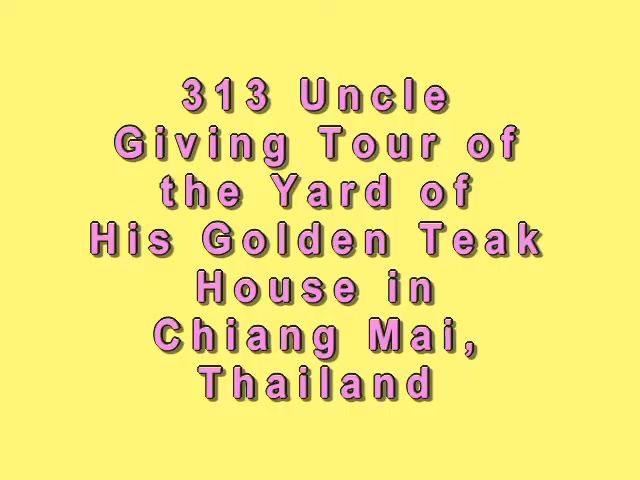 313 Uncle
Giving Tour of
the Yard of
His Golden Teak
House in
Chiang Mai,
Thailand